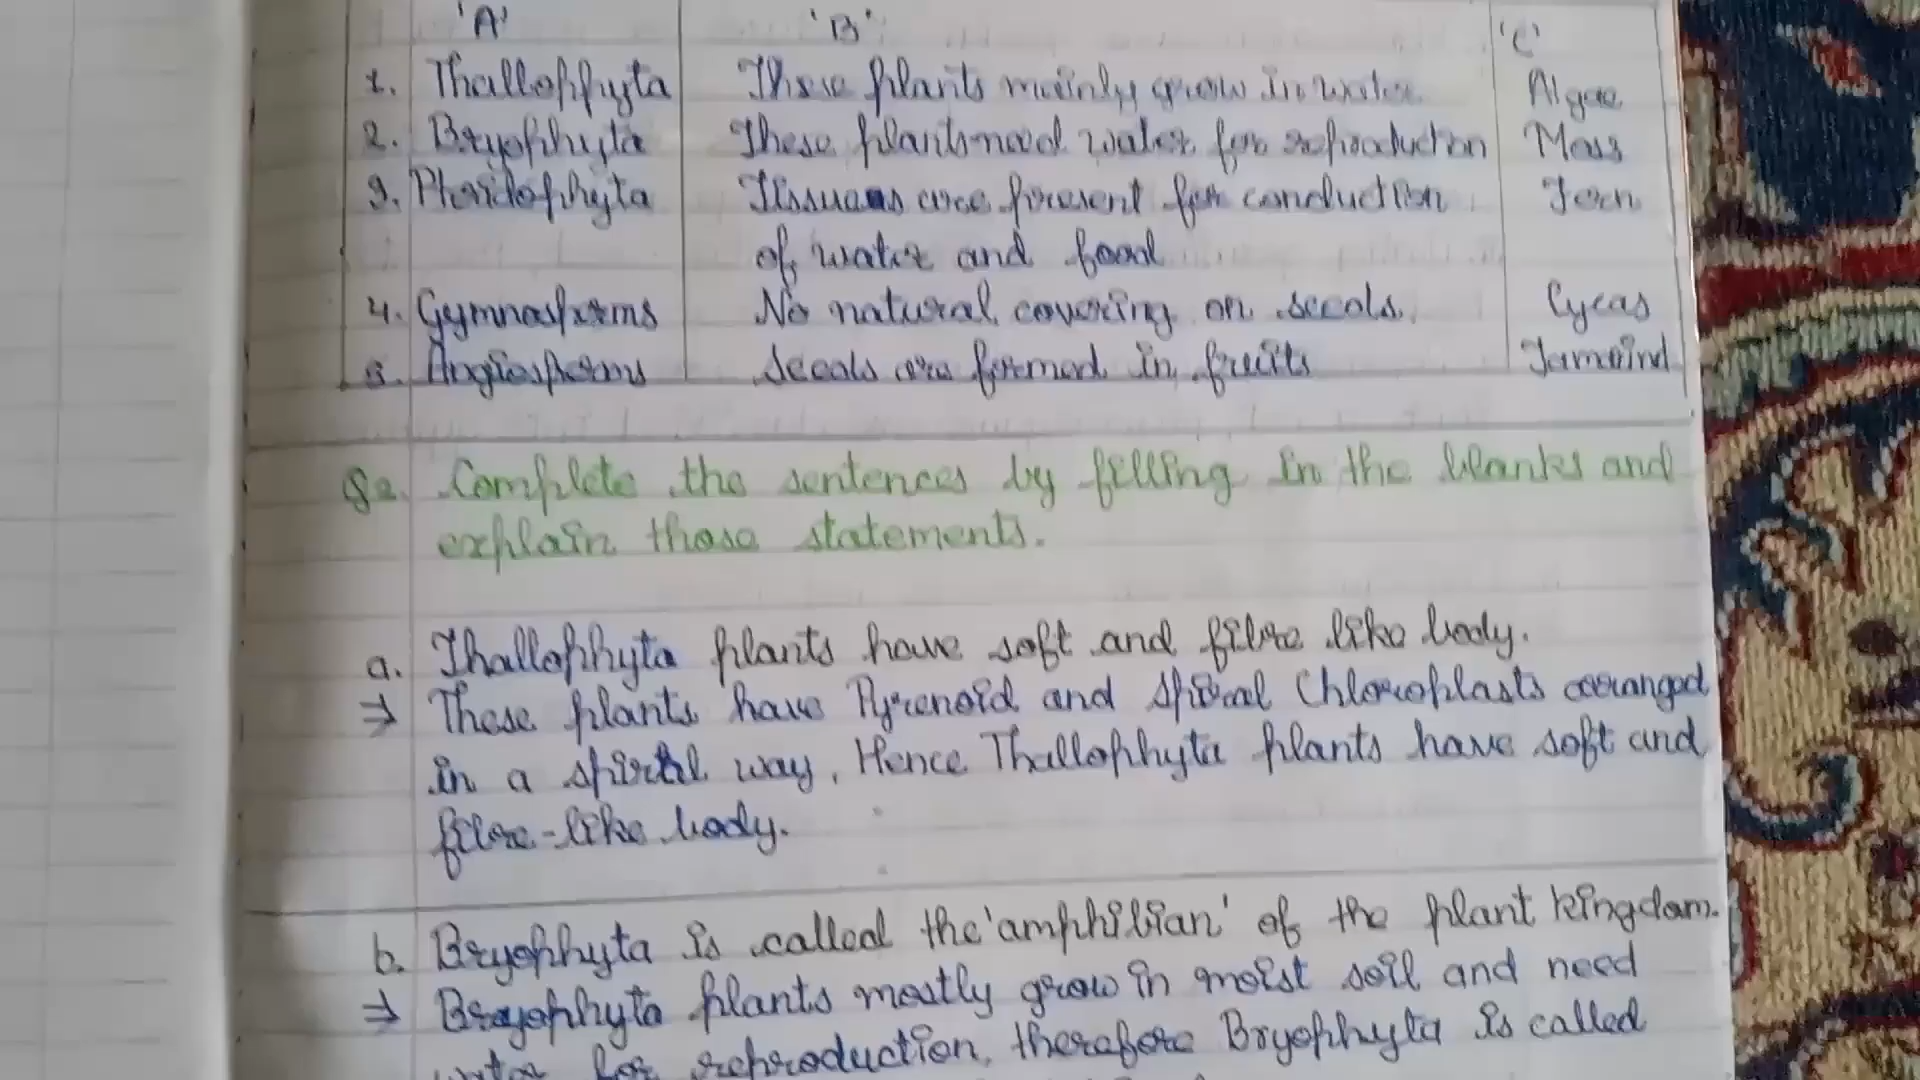 'A' 'B' 'C'
1. Thallophyta These plants mainly grow in water. Algae
2. Bryophyta These plants need water for reproduction Moss
3. Pteridophyta Tissues are present for conduction Fern
of water and food
4. Gymnosperms No natural covering on seeds. Cycas
5. Angiosperms Seeds are formed in fruits Tamarind
Q2. Complete the sentences by filling in the blanks and
explain those statements.
a. Thallophyta plants have soft and fibre like body.
⇒ These plants have Pyrenoid and spiral Chloroplasts arranged
in a spiral way. Hence Thallophyta plants have soft and
fibre-like body.
b. Bryophyta is called the 'amphibian' of the plant kingdom.
⇒ Bryophyta plants mostly grow in moist soil and need
water for reproduction, therefore Bryophyta is called